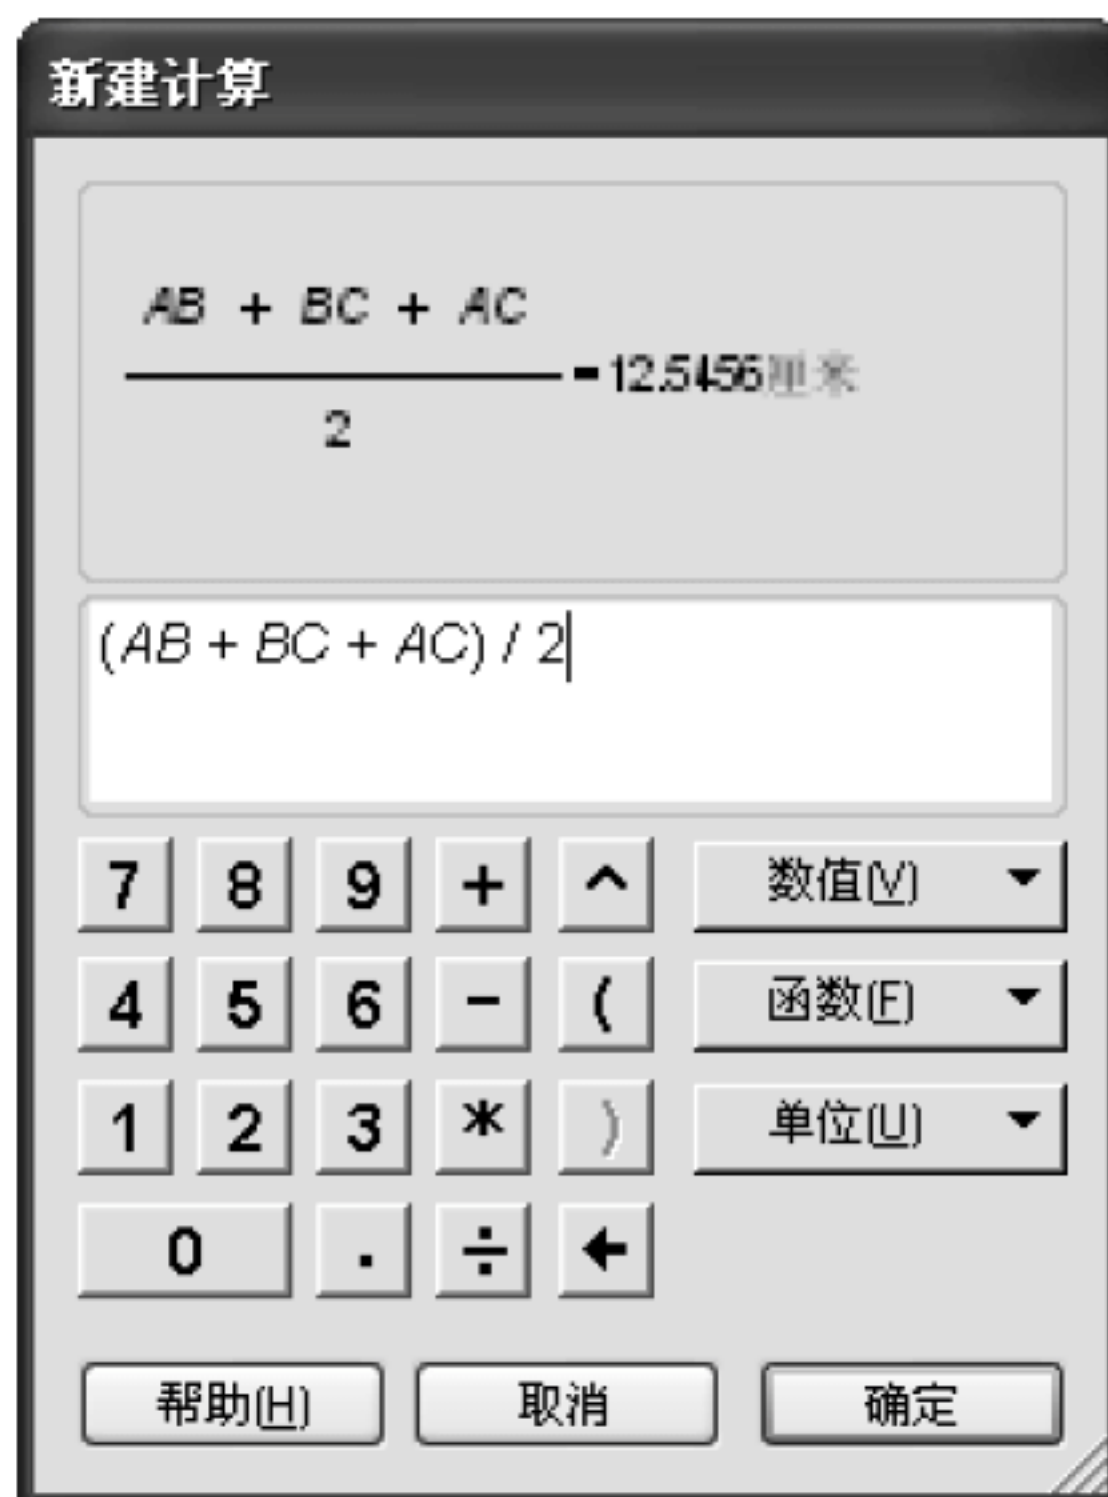 新建计算
AB + BC + AC
= 12.5456厘米
2
(AB + BC + AC) / 2
7 8 9 + ^ 数值(V)
4 5 6 - ( 函数(F)
1 2 3 * ) 单位(U)
0 . ÷
帮助(H) 取消 确定